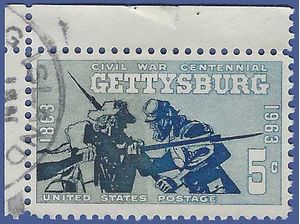 CIVIL WAR CENTENNIAL
GETTYSBURG
1863
1963
5c
UNITED STATES POSTAGE